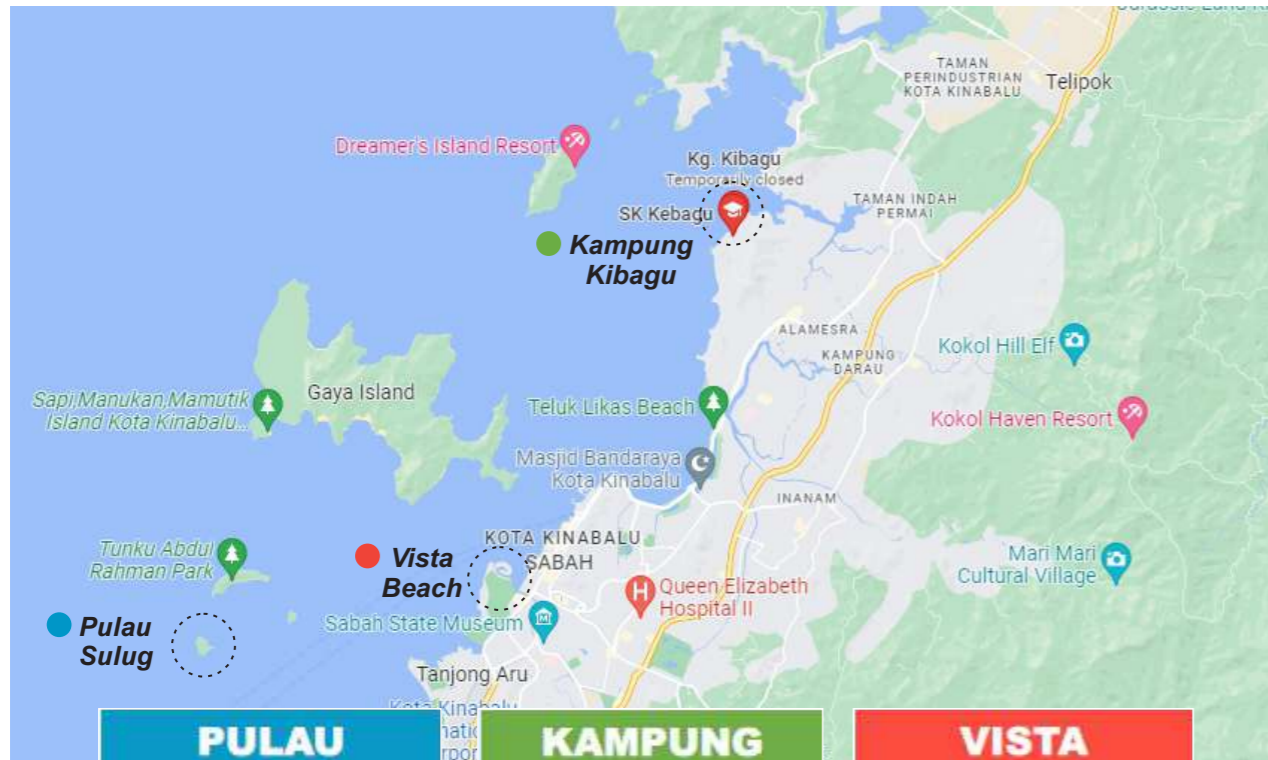 TAMAN
PERINDUSTRIAN
KOTA KINABALU
Telipok
Dreamer's Island Resort
Kg. Kibagu
Temporarily closed
SK Kebagu
TAMAN INDAH
PERMAI
Kampung
Kibagu
ALAMESRA
KAMPUNG
DARAU
Kokol Hill Elf
Gaya Island
Sapi,Manukan,Mamutik
Island Kota Kinabalu...
Teluk Likas Beach
Kokol Haven Resort
Masjid Bandaraya
Kota Kinabalu
INANAM
KOTA KINABALU
SABAH
Tunku Abdul
Rahman Park
Vista
Beach
Mari Mari
Cultural Village
Queen Elizabeth
Hospital II
Pulau
Sulug
Sabah State Museum
Tanjong Aru
Kota Kinabalu
PULAU
KAMPUNG
VISTA